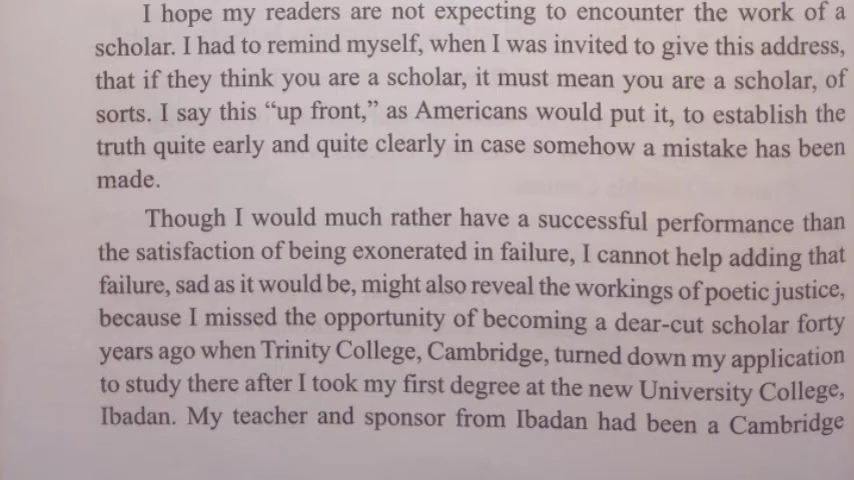 I hope my readers are not expecting to encounter the work of a
scholar. I had to remind myself, when I was invited to give this address,
that if they think you are a scholar, it must mean you are a scholar, of
sorts. I say this “up front,” as Americans would put it, to establish the
truth quite early and quite clearly in case somehow a mistake has been
made.
Though I would much rather have a successful performance than
the satisfaction of being exonerated in failure, I cannot help adding that
failure, sad as it would be, might also reveal the workings of poetic justice,
because I missed the opportunity of becoming a dear-cut scholar forty
years ago when Trinity College, Cambridge, turned down my application
to study there after I took my first degree at the new University College,
Ibadan. My teacher and sponsor from Ibadan had been a Cambridge